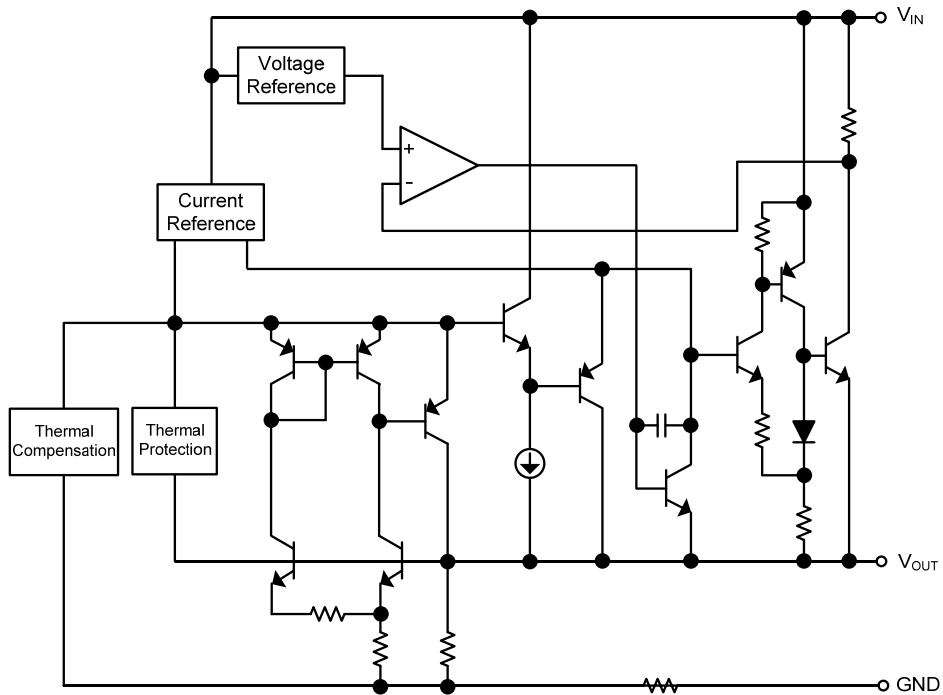 VIN
Voltage
Reference
+
-
Current
Reference
Thermal
Compensation
Thermal
Protection
VOUT
GND